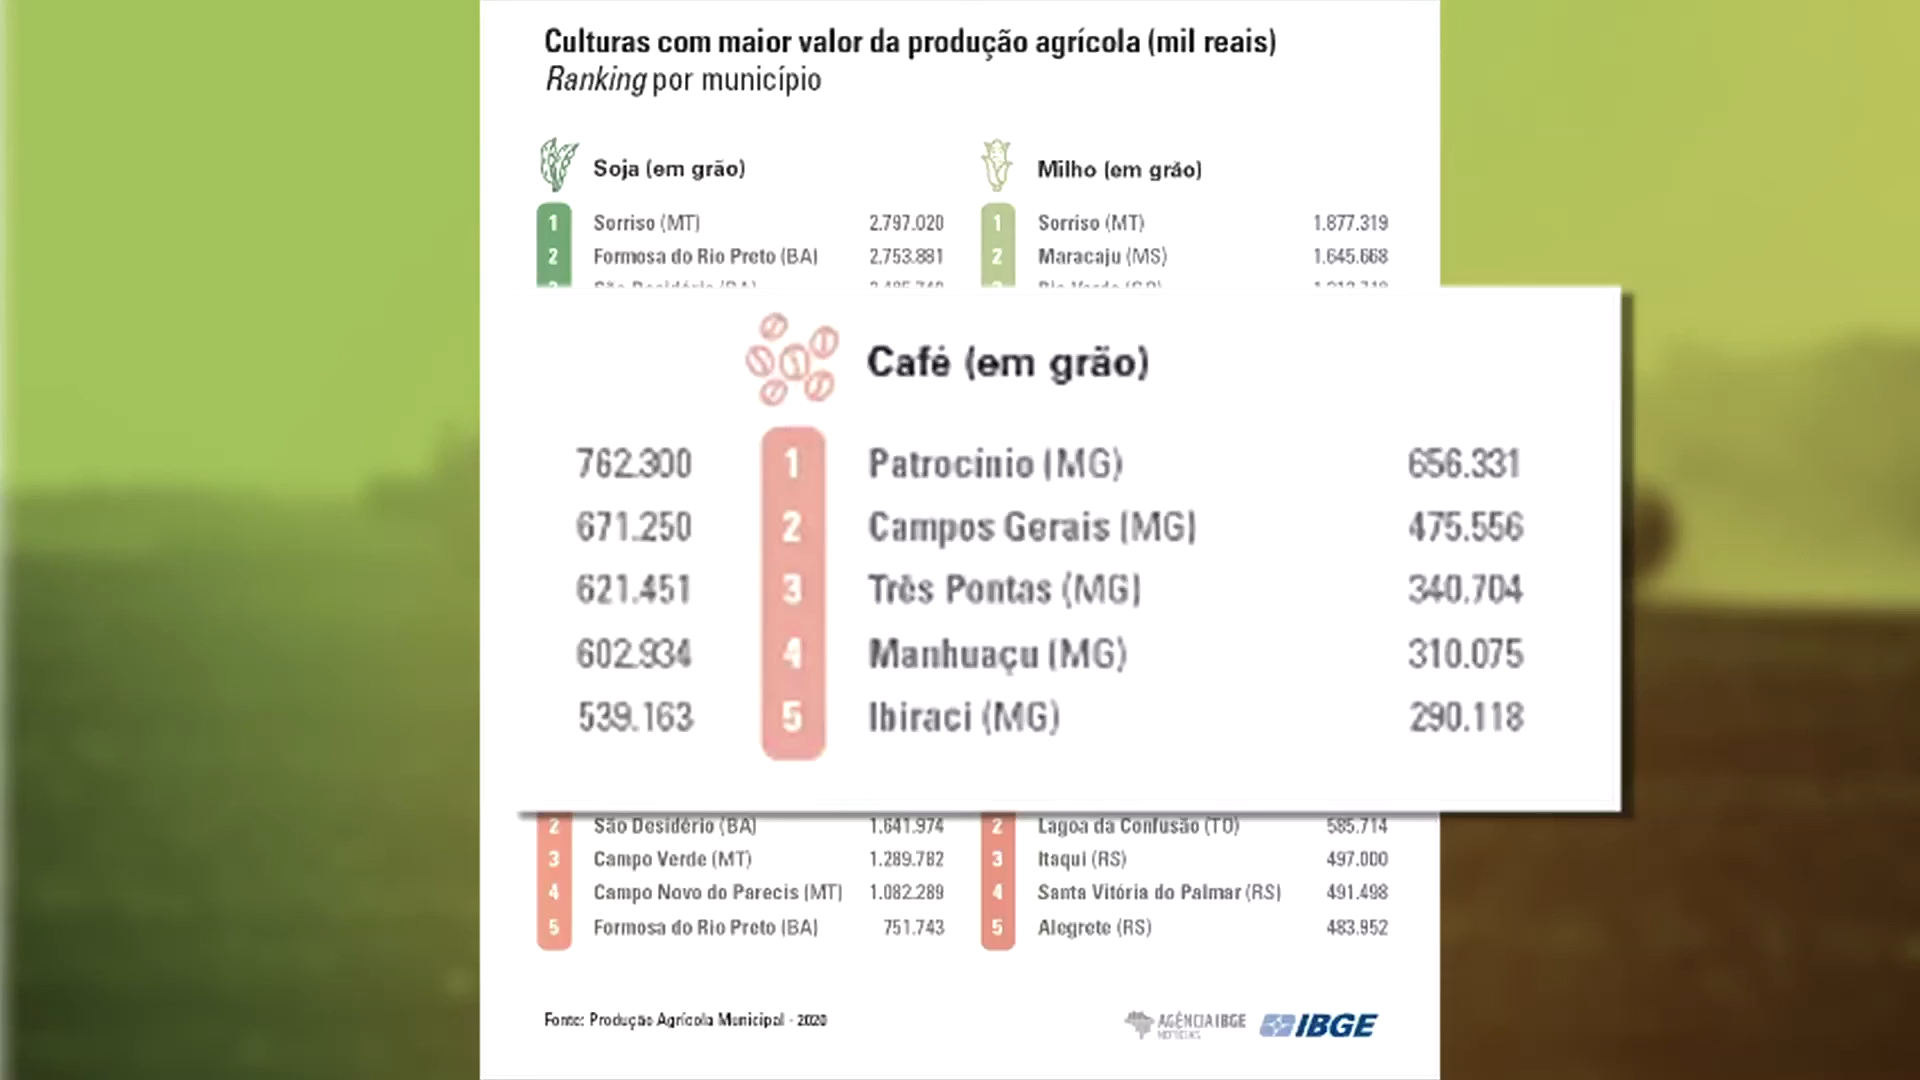 Culturas com maior valor da produção agrícola (mil reais)
Ranking por município
Soja (em grão)
1 Sorriso (MT) 2.797.020
2 Formosa do Rio Preto (BA) 2.753.881
Milho (em grão)
1 Sorriso (MT) 1.877.319
2 Maracaju (MS) 1.645.668
Café (em grão)
762.300 1 Patrocínio (MG) 656.331
671.250 2 Campos Gerais (MG) 475.556
621.451 3 Três Pontas (MG) 340.704
602.934 4 Manhuaçu (MG) 310.075
539.163 5 Ibiraci (MG) 290.118
2 São Desidério (BA) 1.641.974
3 Campo Verde (MT) 1.289.782
4 Campo Novo do Parecis (MT) 1.082.289
5 Formosa do Rio Preto (BA) 751.743
2 Lagoa da Confusão (TO) 585.714
3 Itaqui (RS) 497.000
4 Santa Vitória do Palmar (RS) 491.498
5 Alegrete (RS) 483.952
Fonte: Produção Agrícola Municipal - 2020
AGÊNCIA IBGE
NOTÍCIAS
IBGE